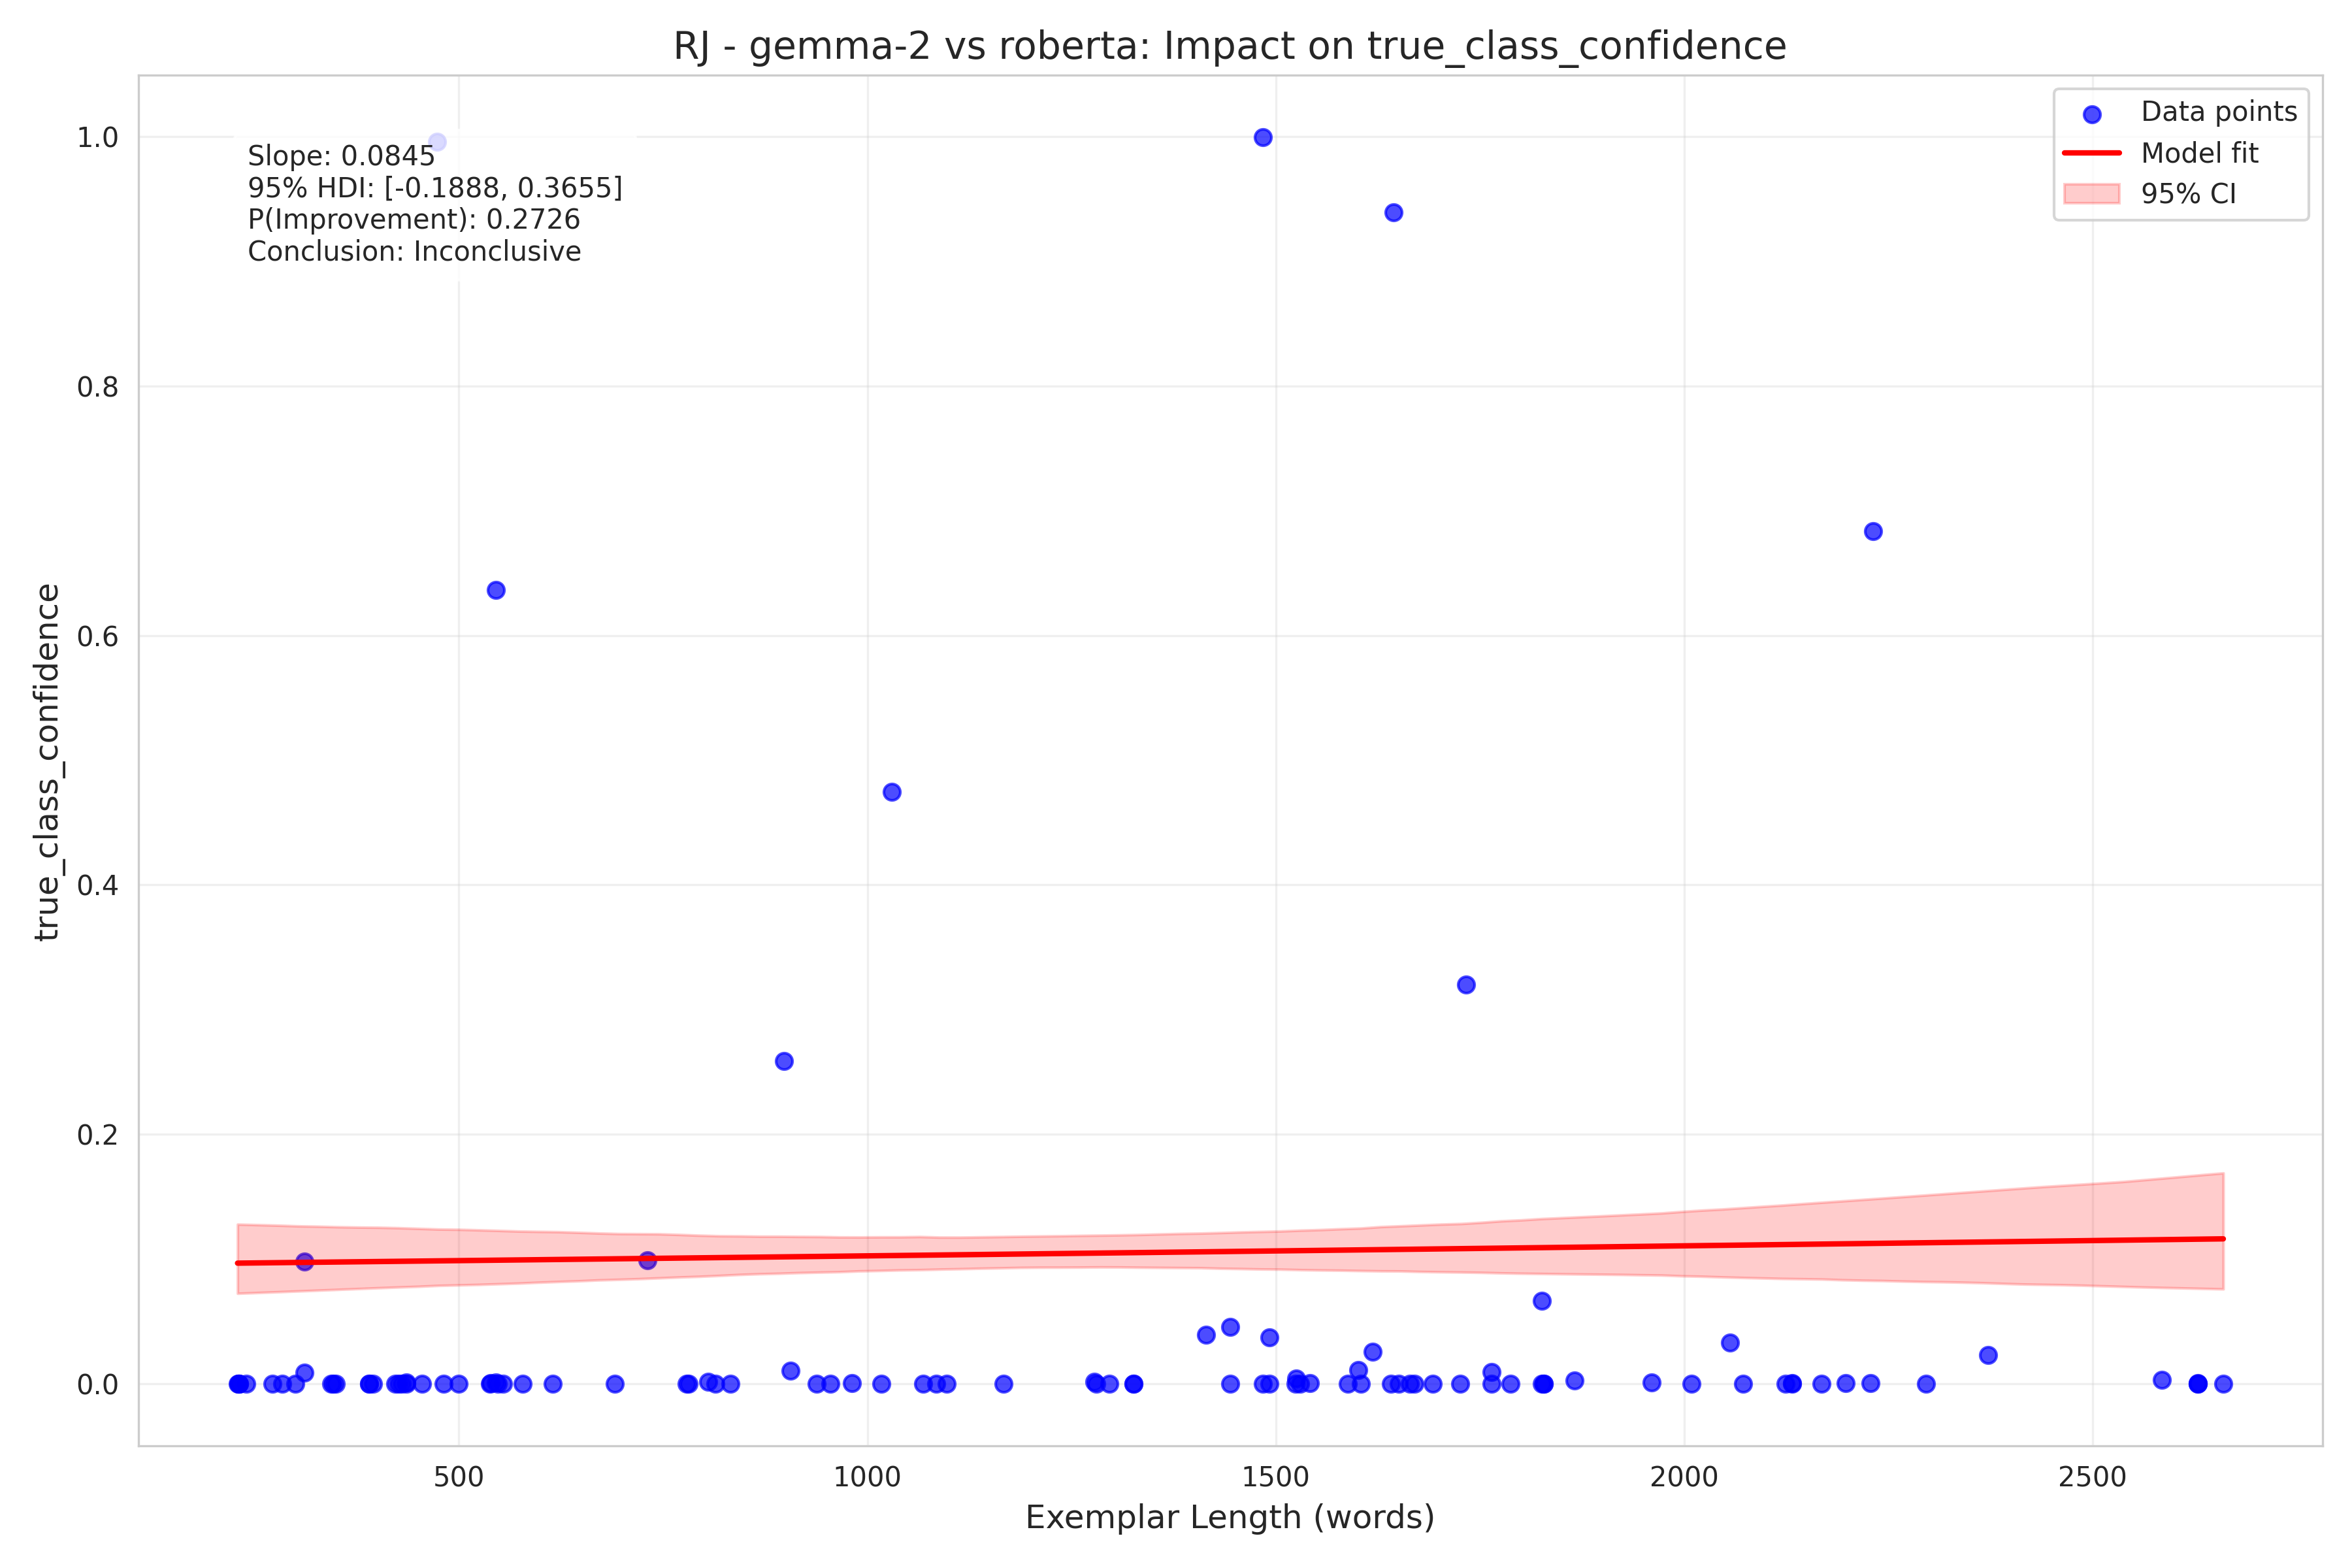 RJ - gemma-2 vs roberta: Impact on true_class_confidence
Slope: 0.0845
95% HDI: [-0.1888, 0.3655]
P(Improvement): 0.2726
Conclusion: Inconclusive
Data points
Model fit
95% CI
true_class_confidence
1.0
0.8
0.6
0.4
0.2
0.0
500
1000
1500
2000
2500
Exemplar Length (words)